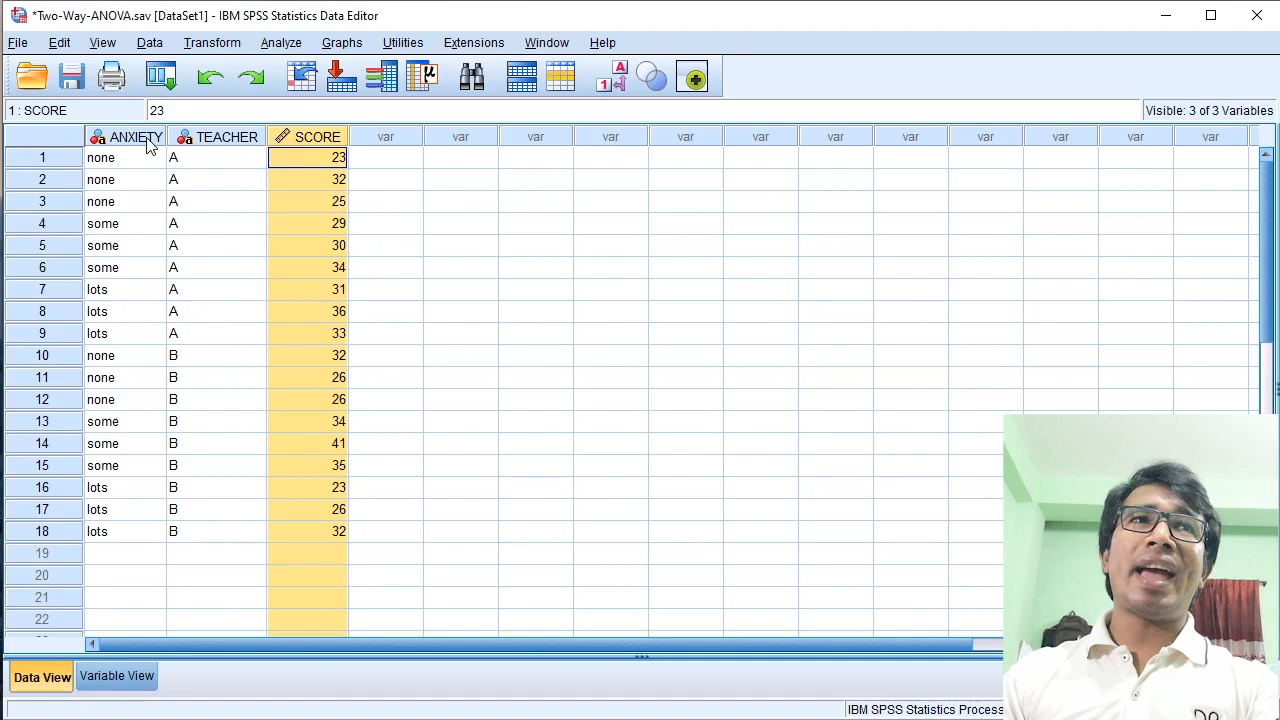 *Two-Way-ANOVA.sav [DataSet1] - IBM SPSS Statistics Data Editor
File Edit View Data Transform Analyze Graphs Utilities Extensions Window Help
1 : SCORE 23 Visible: 3 of 3 Variables
ANXIETY TEACHER SCORE var var var var var var var var var var var var
1 none A 23
2 none A 32
3 none A 25
4 some A 29
5 some A 30
6 some A 34
7 lots A 31
8 lots A 36
9 lots A 33
10 none B 32
11 none B 26
12 none B 26
13 some B 34
14 some B 41
15 some B 35
16 lots B 23
17 lots B 26
18 lots B 32
19
20
21
22
Data View Variable View
IBM SPSS Statistics Process